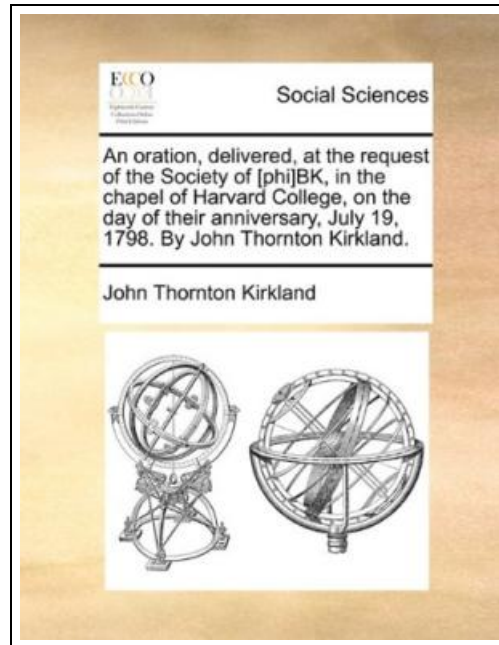 ECCO
Social Sciences
An oration, delivered, at the request
of the Society of [phi]BK, in the
chapel of Harvard College, on the
day of their anniversary, July 19,
1798. By John Thornton Kirkland.
John Thornton Kirkland